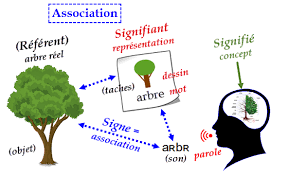 Association
Signifiant
représentation
Signifié
concept
(Référent)
arbre réel
(taches)
dessin
mot
arbre
Signe =
association
(objet)
arbr
(son)
parole